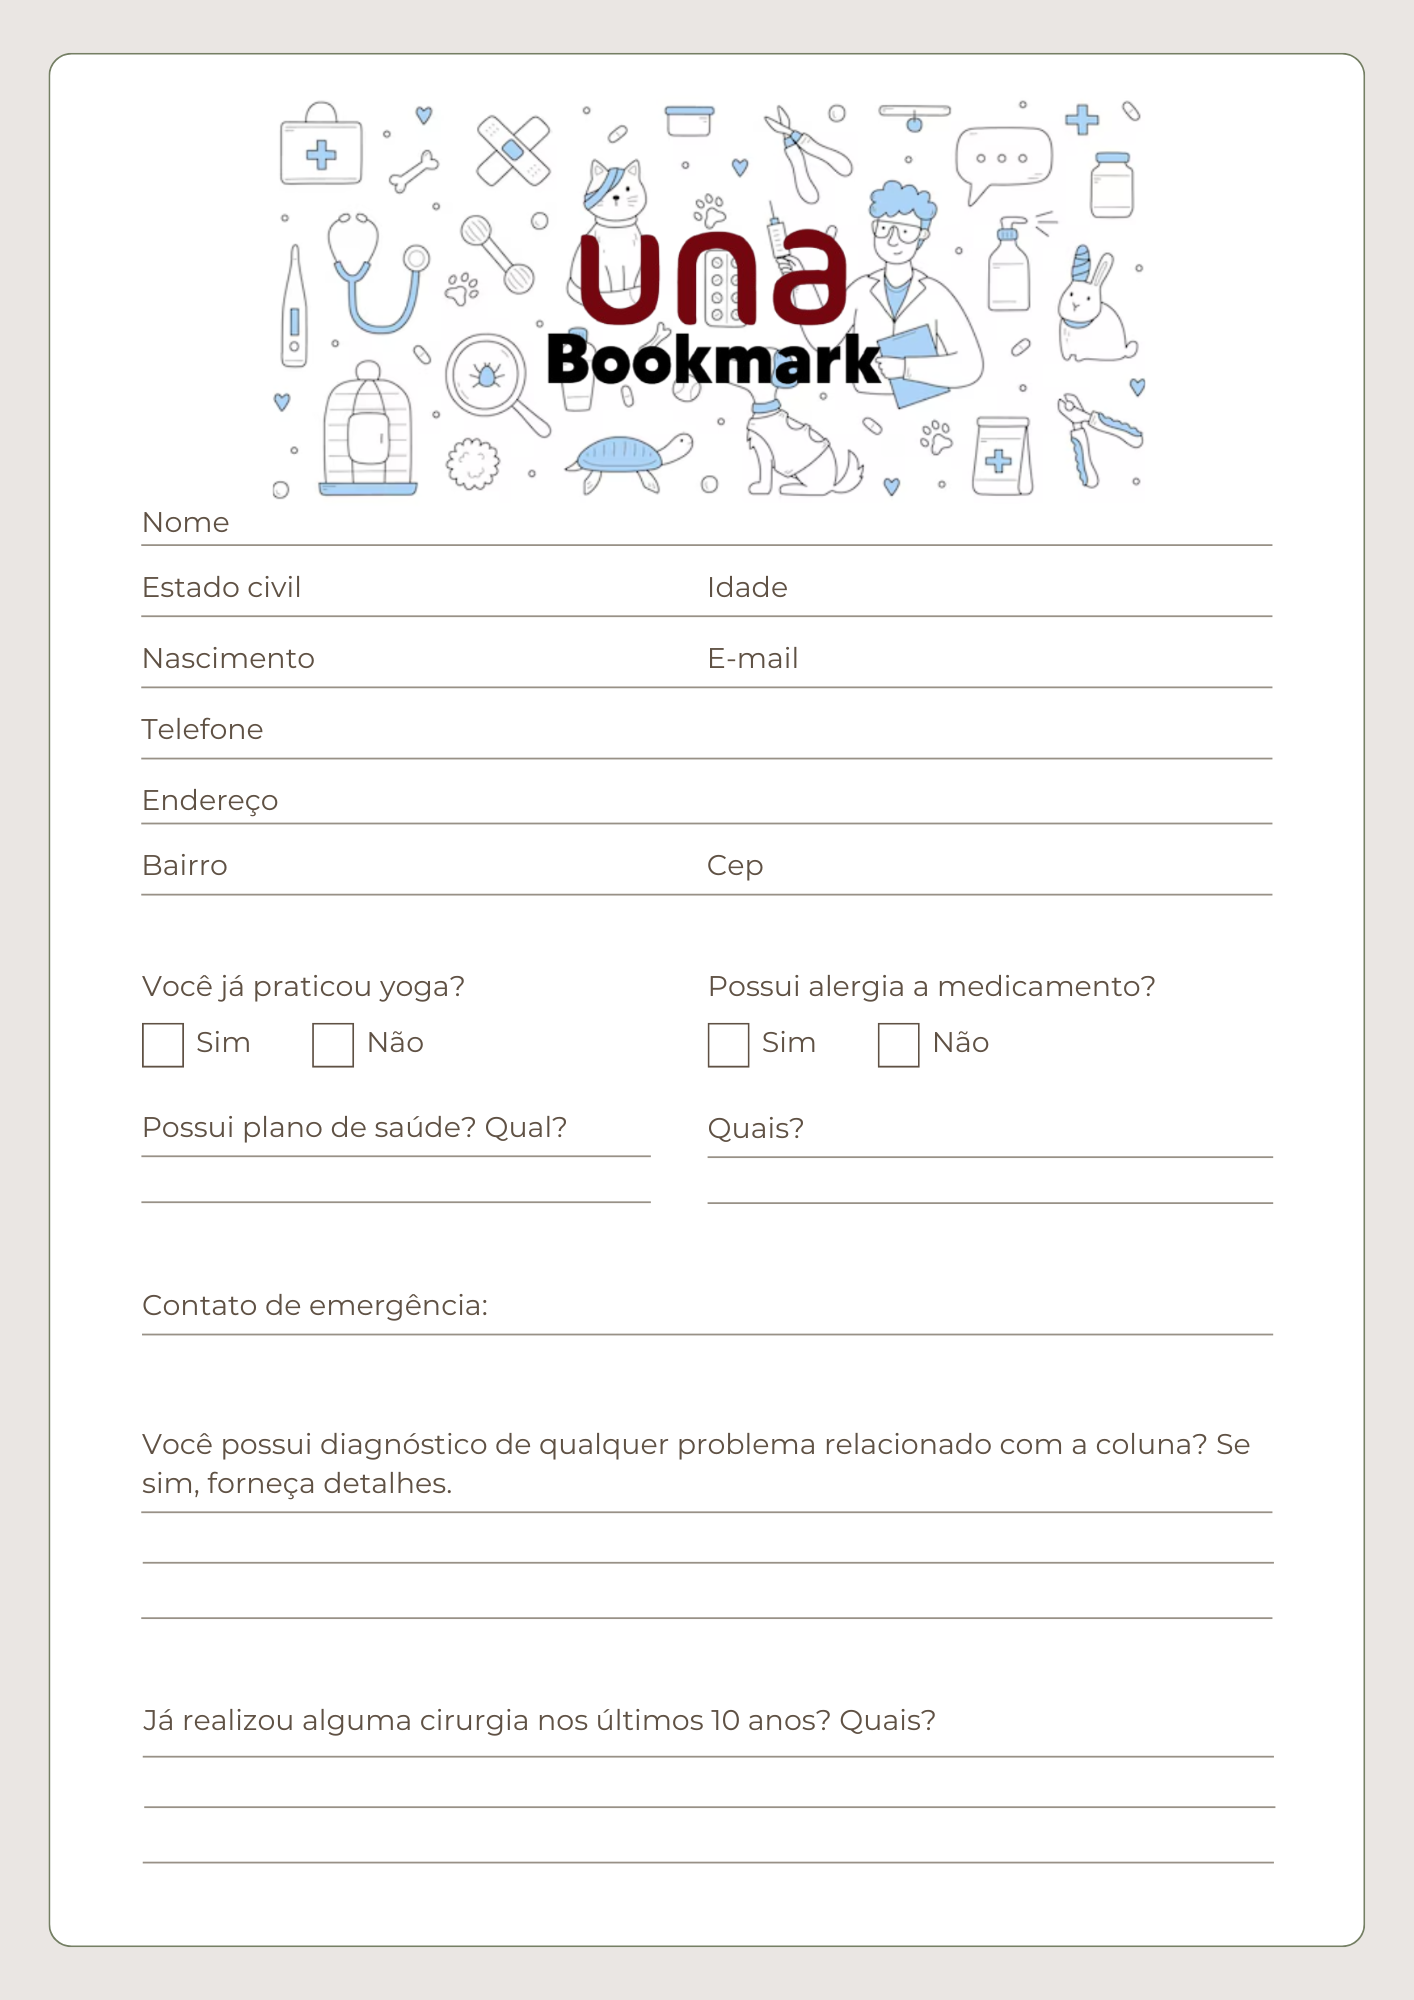 una
Bookmark
Nome
Estado civil Idade
Nascimento E-mail
Telefone
Endereço
Bairro Cep
Você já praticou yoga? Possui alergia a medicamento?
Sim Não Sim Não
Possui plano de saúde? Qual? Quais?
Contato de emergência:
Você possui diagnóstico de qualquer problema relacionado com a coluna? Se
sim, forneça detalhes.
Já realizou alguma cirurgia nos últimos 10 anos? Quais?